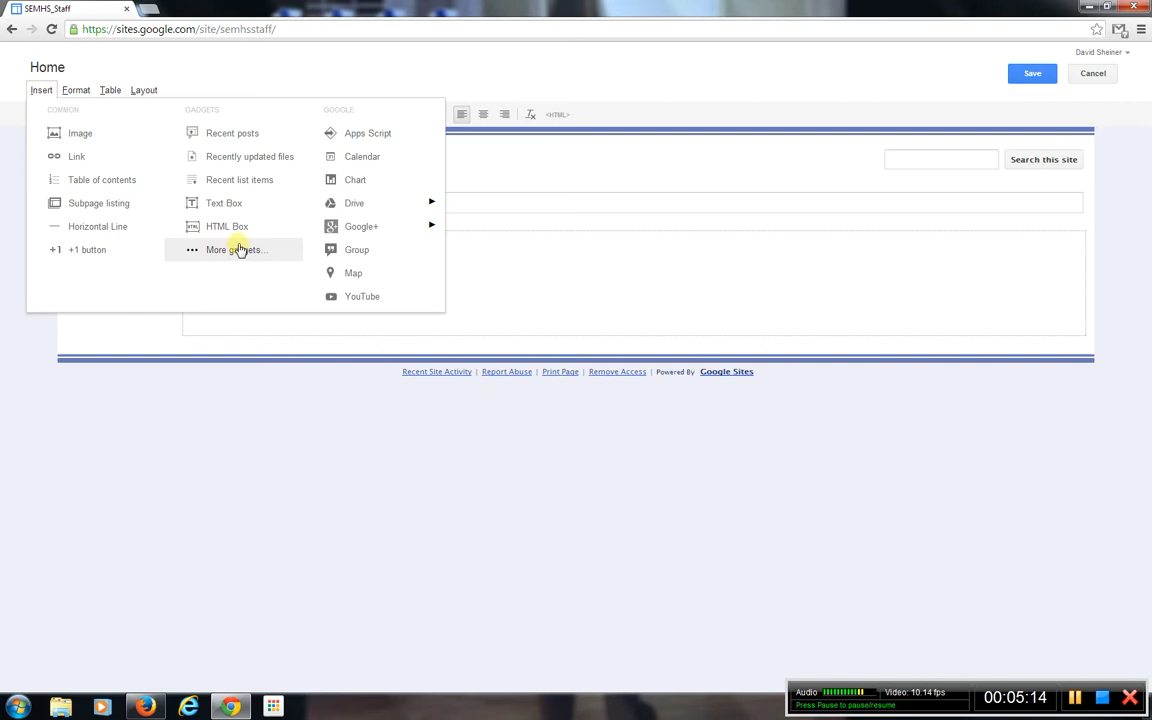 SEMHS_Staff
https://sites.google.com/site/semhsstaff/
David Sheiner
Home
Save
Cancel
Insert
Format
Table
Layout
<HTML>
COMMON
Image
Link
Table of contents
Subpage listing
Horizontal Line
+1 +1 button
GADGETS
Recent posts
Recently updated files
Recent list items
Text Box
HTML Box
More gadgets...
GOOGLE
Apps Script
Calendar
Chart
Drive
Google+
Group
Map
YouTube
Search this site
Recent Site Activity | Report Abuse | Print Page | Remove Access | Powered By Google Sites
Audio
Video: 10.14 fps
Press Pause to pause/resume
00:05:14